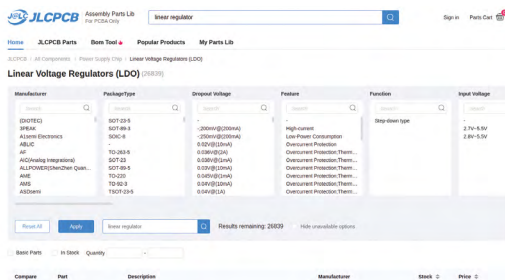 JLCPCB Assembly Parts Lib
For PCBA Only
linear regulator
Sign in Parts Cart
Home JLCPCB Parts Bom Tool Popular Products My Parts Lib
JLCPCB All Components Power Supply Chip Linear Voltage Regulators (LDO)
Linear Voltage Regulators (LDO) (26839)
Manufacturer PackageType Dropout Voltage Feature Function Input Voltage
Search Search Search Search Search Search
(DIOTEC) SOT-23-5 - - Step-down type -
3PEAK SOT-89-3 -;200mV@(200mA) High-current 2.7V~5.5V
A1semi Electronics SOIC-8 -;250mV@(200mA) Low-Power Consumption 2.8V~5.5V
ABLIC - 0.02V@(10mA) Overcurrent Protection
AF TO-263-5 0.036V@(2A) Overcurrent Protection;Therm...
AIC(Analog Integrations) SOT-23 0.038V@(1mA) Overcurrent Protection;Therm...
ALLPOWER(ShenZhen Quan... SOT-89-5 0.03V@(10mA) Overcurrent Protection;Therm...
AME TO-220 0.045V@(1mA) Overcurrent Protection;Therm...
AMS TO-92-3 0.04V@(10mA) Overcurrent Protection;Therm...
ASDsemi TSOT-23-5 0.04V@(1A) Overcurrent Protection;Therm...
Reset All Apply linear regulator Results remaining: 26839 Hide unavailable options
Basic Parts In Stock Quantity -
Compare Part Description Manufacturer Stock Price